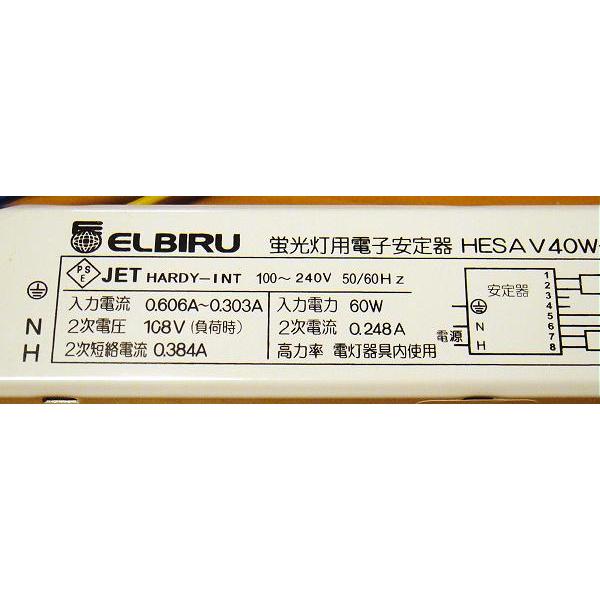 ELBIRU 蛍光灯用電子安定器 HESAV40W-
PS E JET HARDY-INT 100～240V 50/60Hz
入力電流 0.606A～0.303A 入力電力 60W
2次電圧 168V (負荷時) 2次電流 0.248A
2次短絡電流 0.384A 高力率 電灯器具内使用
N
H
安定器
電源
N
H
1
2
3
4
5
6
7
8